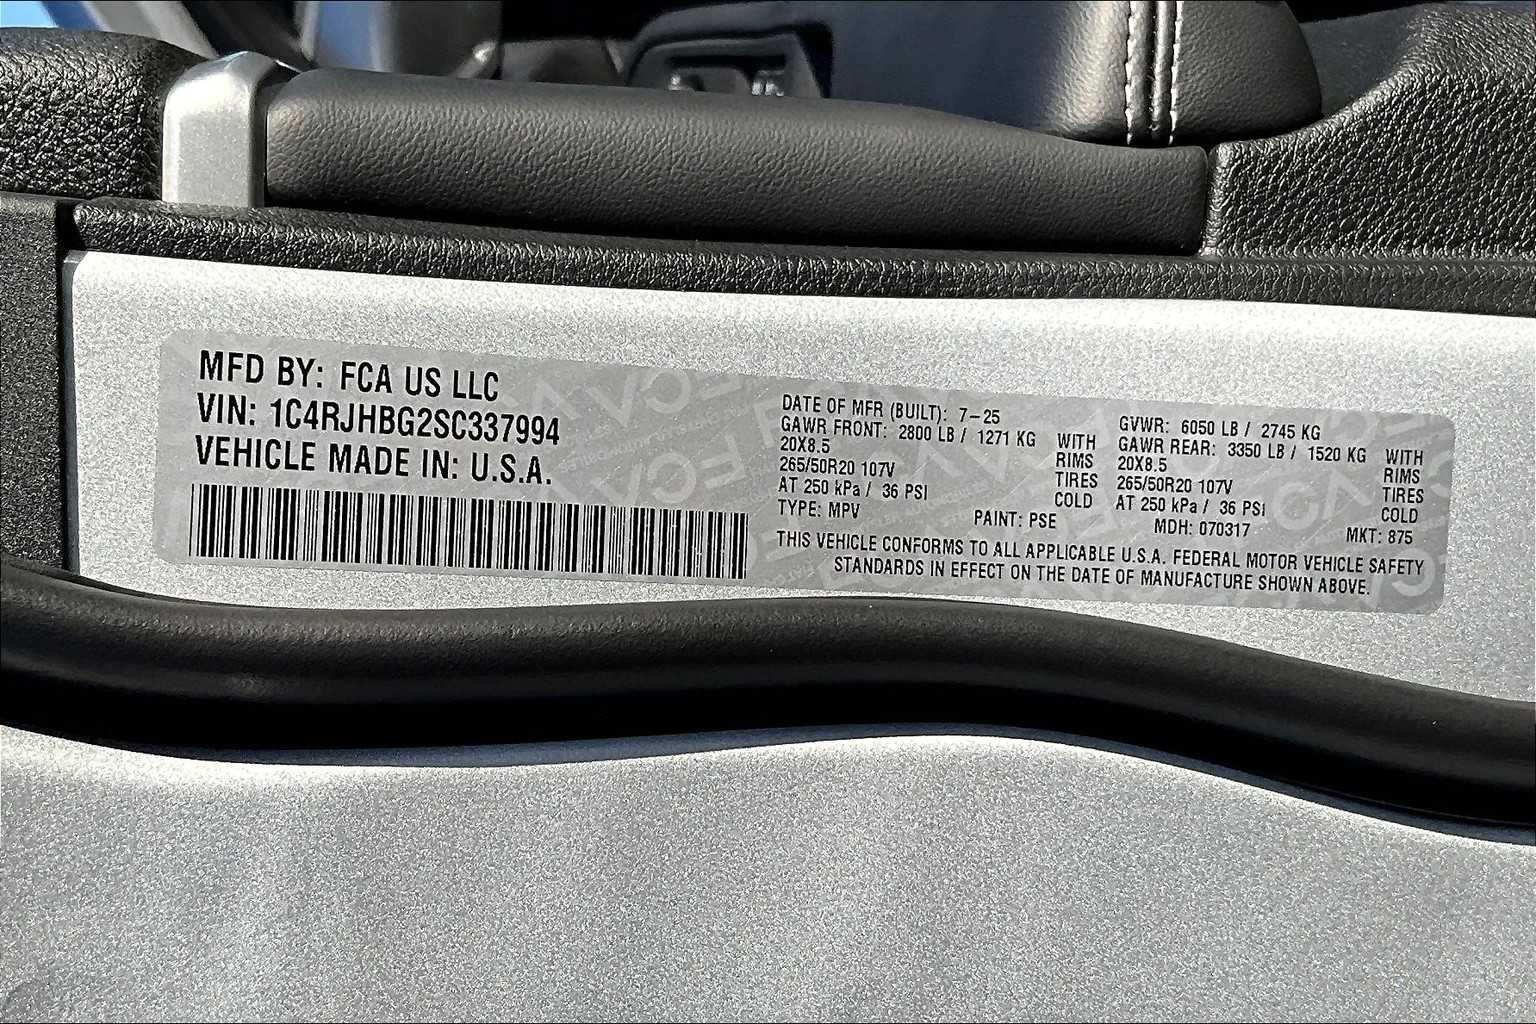 MFD BY: FCA US LLC
VIN: 1C4RJHBG2SC337994
VEHICLE MADE IN: U.S.A.
DATE OF MFR (BUILT): 7-25
GAWR FRONT: 2800 LB / 1271 KG WITH
20X8.5 RIMS
265/50R20 107V TIRES
AT 250 kPa / 36 PSI COLD
TYPE: MPV
GVWR: 6050 LB / 2745 KG
GAWR REAR: 3350 LB / 1520 KG WITH
20X8.5 RIMS
265/50R20 107V TIRES
AT 250 kPa / 36 PSI COLD
PAINT: PSE MDH: 070317 MKT: 875
THIS VEHICLE CONFORMS TO ALL APPLICABLE U.S.A. FEDERAL MOTOR VEHICLE SAFETY
STANDARDS IN EFFECT ON THE DATE OF MANUFACTURE SHOWN ABOVE.